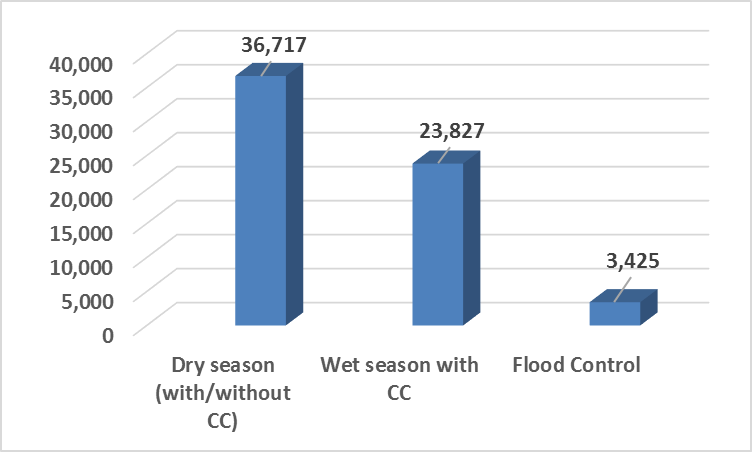 36,717
40,000
35,000
30,000
25,000
20,000
15,000
10,000
5,000
0
23,827
3,425
Dry season
(with/without
CC)
Wet season with
CC
Flood Control